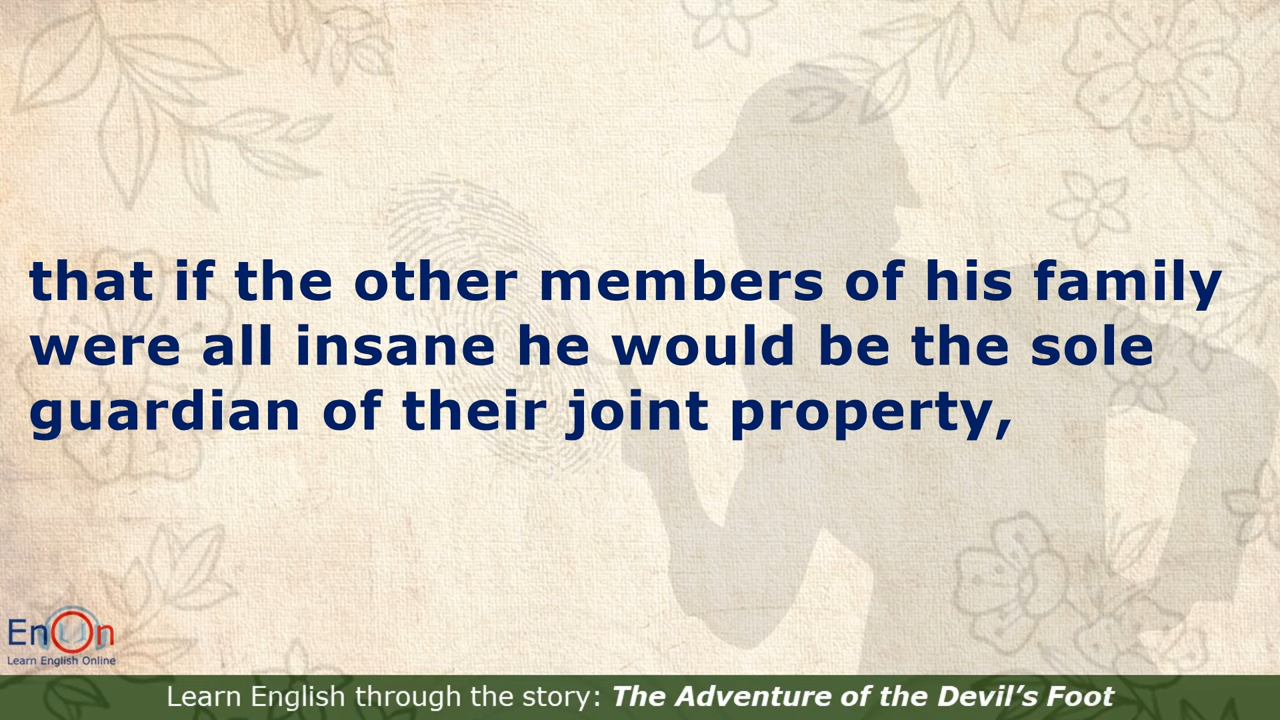 that if the other members of his family
were all insane he would be the sole
guardian of their joint property,
EnOn
Learn English Online
Learn English through the story: The Adventure of the Devil’s Foot